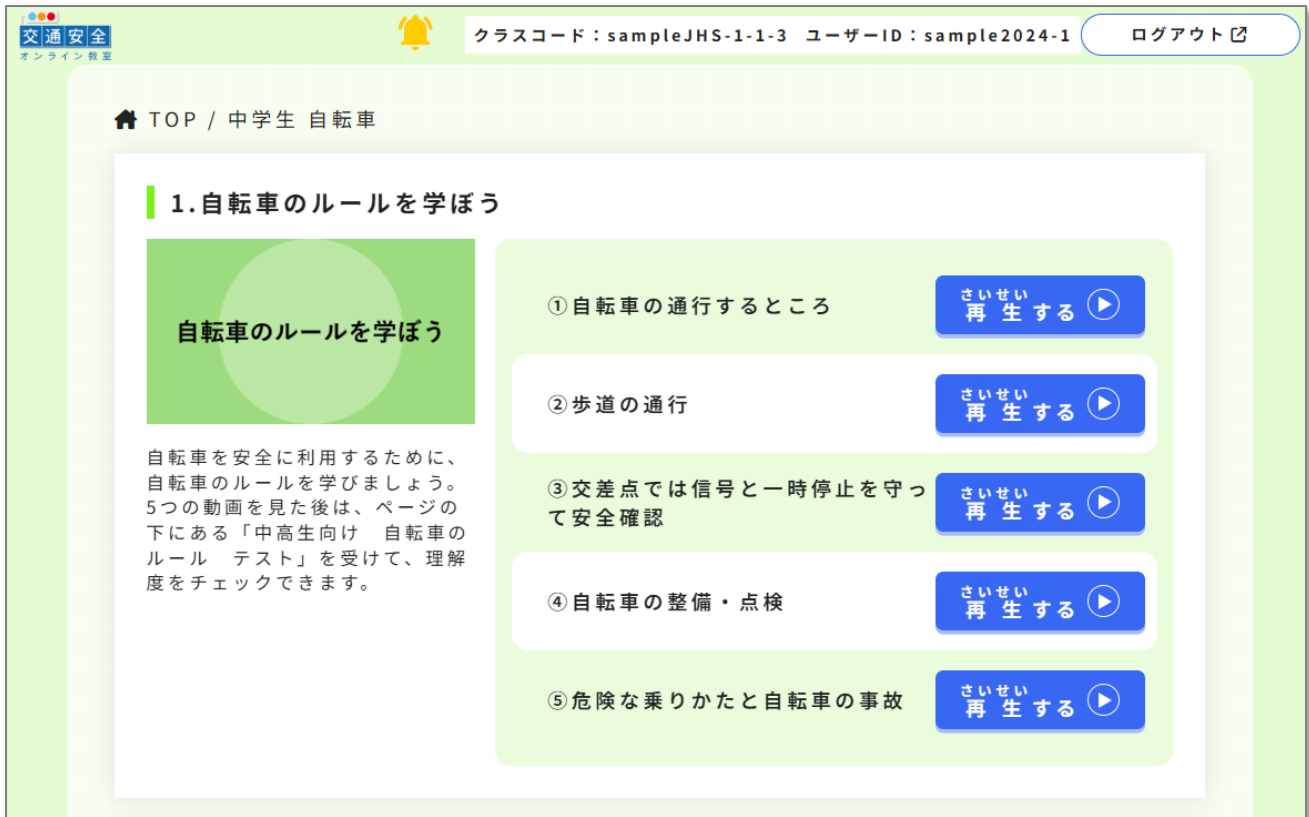 交通安全
オンライン教室
クラスコード：sampleJHS-1-1-3 ユーザーID：sample2024-1
ログアウト
TOP / 中学生 自転車
1.自転車のルールを学ぼう
自転車のルールを学ぼう
自転車を安全に利用するために、
自転車のルールを学びましょう。
5つの動画を見た後は、ページの
下にある「中高生向け　自転車の
ルール　テスト」を受けて、理解
度をチェックできます。
①自転車の通行するところ
さいせい
再生する
②歩道の通行
さいせい
再生する
③交差点では信号と一時停止を守っ
て安全確認
さいせい
再生する
④自転車の整備・点検
さいせい
再生する
⑤危険な乗りかたと自転車の事故
さいせい
再生する